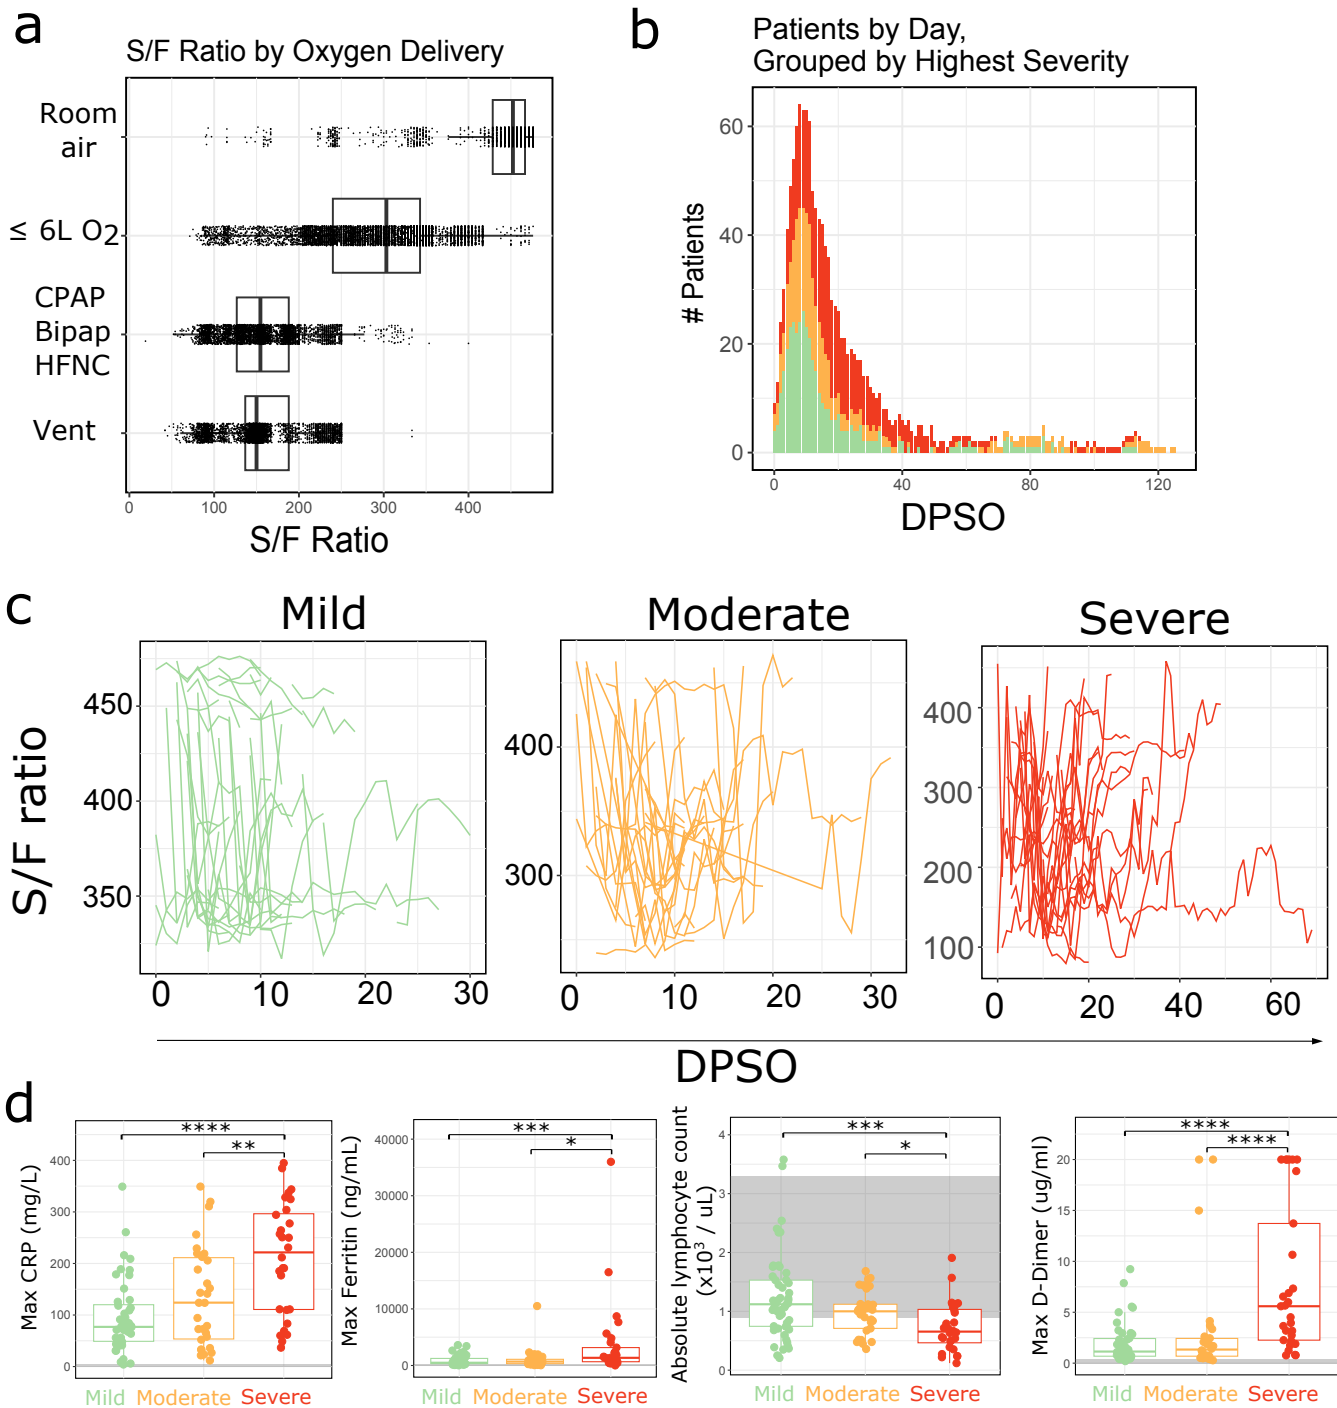 a
S/F Ratio by Oxygen Delivery
Room
air
≤ 6L O2
CPAP
Bipap
HFNC
Vent
0 100 200 300 400
S/F Ratio
b
Patients by Day,
Grouped by Highest Severity
# Patients
60
40
20
0
0 40 80 120
DPSO
c
Mild
Moderate
Severe
S/F ratio
450
400
350
0 10 20 30
400
300
0 10 20 30
400
300
200
100
0 20 40 60
DPSO
d
Max CRP (mg/L)
400
300
200
100
0
****
**
Mild Moderate Severe
Max Ferritin (ng/mL)
40000
30000
20000
10000
0
***
*
Mild Moderate Severe
Absolute lymphocyte count
(x10³ / uL)
4
3
2
1
0
***
*
Mild Moderate Severe
Max D-Dimer (ug/ml)
20
15
10
5
0
****
****
Mild Moderate Severe